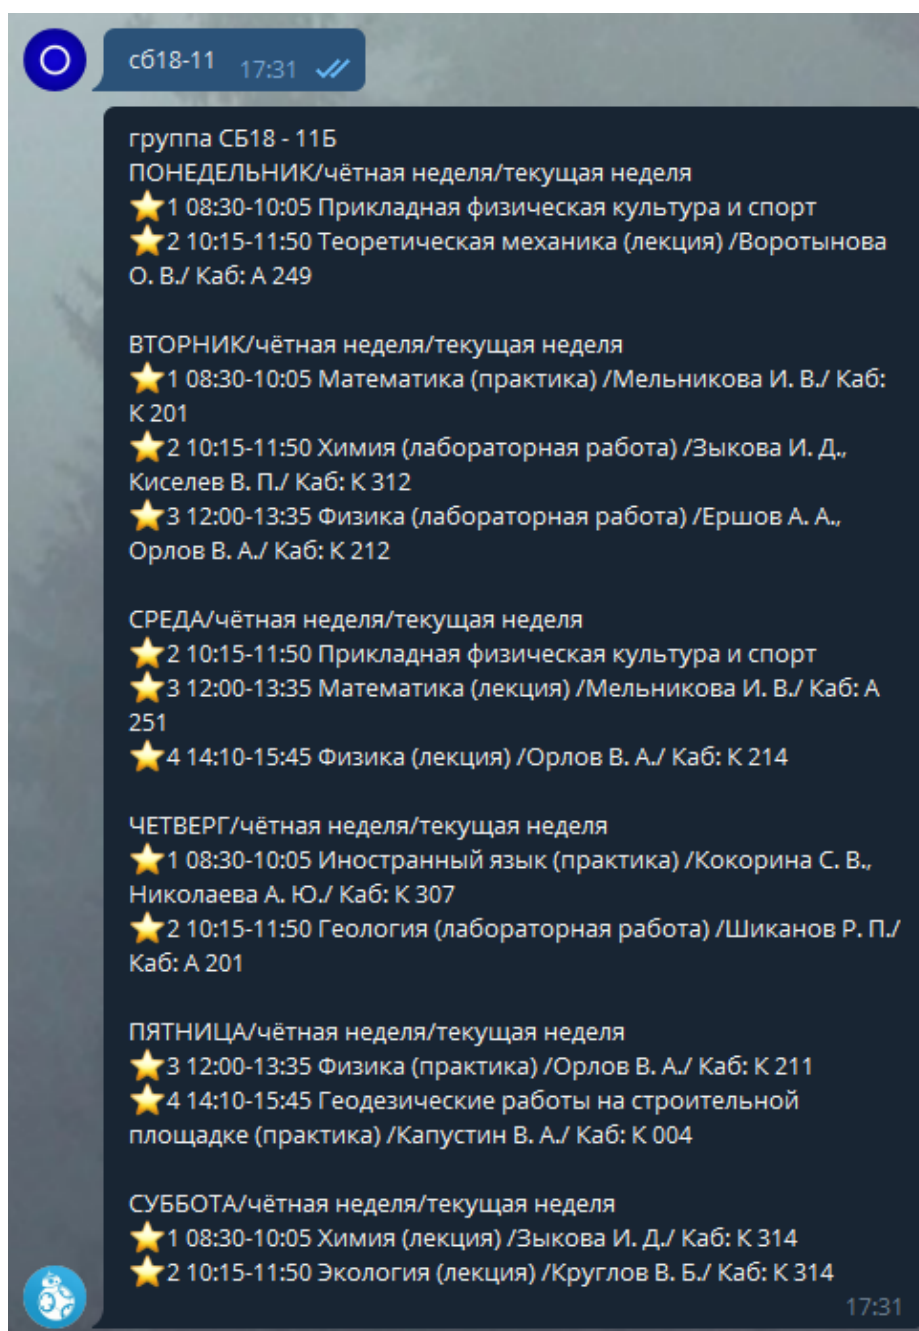 О
сб18-11 17:31
группа СБ18 - 11Б
ПОНЕДЕЛЬНИК/чётная неделя/текущая неделя
⭐1 08:30-10:05 Прикладная физическая культура и спорт
⭐2 10:15-11:50 Теоретическая механика (лекция) /Воротынова
О. В./ Каб: А 249
ВТОРНИК/чётная неделя/текущая неделя
⭐1 08:30-10:05 Математика (практика) /Мельникова И. В./ Каб:
К 201
⭐2 10:15-11:50 Химия (лабораторная работа) /Зыкова И. Д.,
Киселев В. П./ Каб: К 312
⭐3 12:00-13:35 Физика (лабораторная работа) /Ершов А. А.,
Орлов В. А./ Каб: К 212
СРЕДА/чётная неделя/текущая неделя
⭐2 10:15-11:50 Прикладная физическая культура и спорт
⭐3 12:00-13:35 Математика (лекция) /Мельникова И. В./ Каб: А
251
⭐4 14:10-15:45 Физика (лекция) /Орлов В. А./ Каб: К 214
ЧЕТВЕРГ/чётная неделя/текущая неделя
⭐1 08:30-10:05 Иностранный язык (практика) /Кокорина С. В.,
Николаева А. Ю./ Каб: К 307
⭐2 10:15-11:50 Геология (лабораторная работа) /Шиканов Р. П./
Каб: А 201
ПЯТНИЦА/чётная неделя/текущая неделя
⭐3 12:00-13:35 Физика (практика) /Орлов В. А./ Каб: К 211
⭐4 14:10-15:45 Геодезические работы на строительной
площадке (практика) /Капустин В. А./ Каб: К 004
СУББОТА/чётная неделя/текущая неделя
⭐1 08:30-10:05 Химия (лекция) /Зыкова И. Д./ Каб: К 314
⭐2 10:15-11:50 Экология (лекция) /Круглов В. Б./ Каб: К 314
17:31